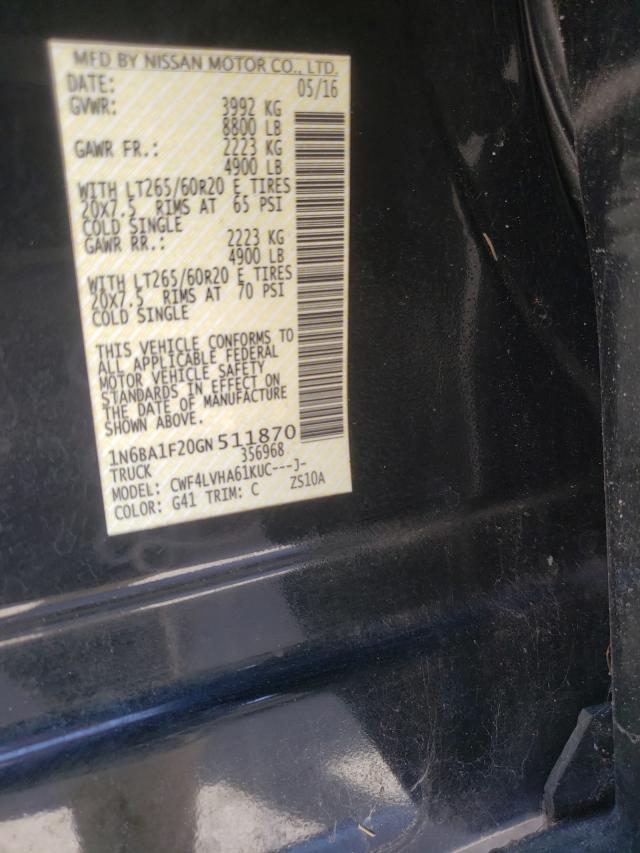 MFD BY NISSAN MOTOR CO., LTD.
DATE: 05/16
GVWR: 3992 KG
8800 LB
GAWR FR.: 2223 KG
4900 LB
WITH LT265/60R20 E TIRES
20X7.5 RIMS AT 65 PSI
COLD SINGLE
GAWR RR.: 2223 KG
4900 LB
WITH LT265/60R20 E TIRES
20X7.5 RIMS AT 70 PSI
COLD SINGLE
THIS VEHICLE CONFORMS TO
ALL APPLICABLE FEDERAL
MOTOR VEHICLE SAFETY
STANDARDS IN EFFECT ON
THE DATE OF MANUFACTURE
SHOWN ABOVE.
1N6BA1F20GN511870
TRUCK 356968
MODEL: CWF4LVHA61KUC---J-
COLOR: G41 TRIM: C ZS10A